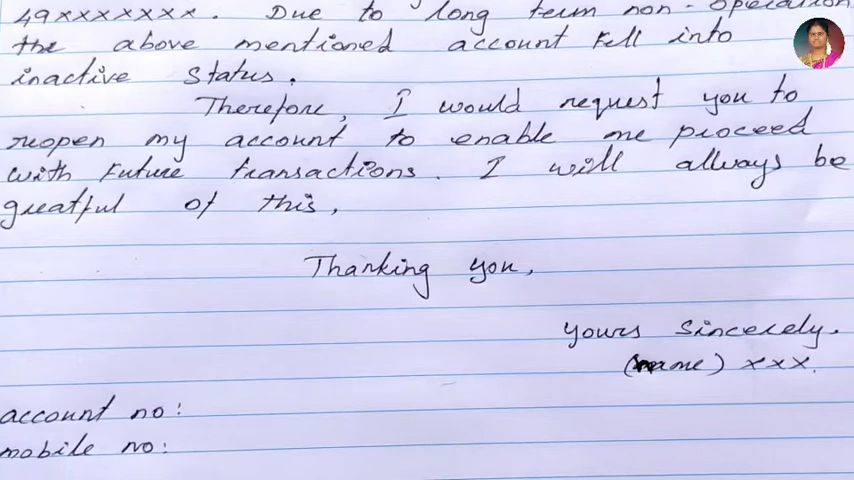 49xxxxxxx. Due to long term non-operation
the above mentioned account fell into
inactive status.
Therefore, I would request you to
reopen my account to enable me proceed
with future transactions. I will allways be
greatful of this,
Thanking you,
yours sincerely.
(name) xxx.
account no:
mobile no: